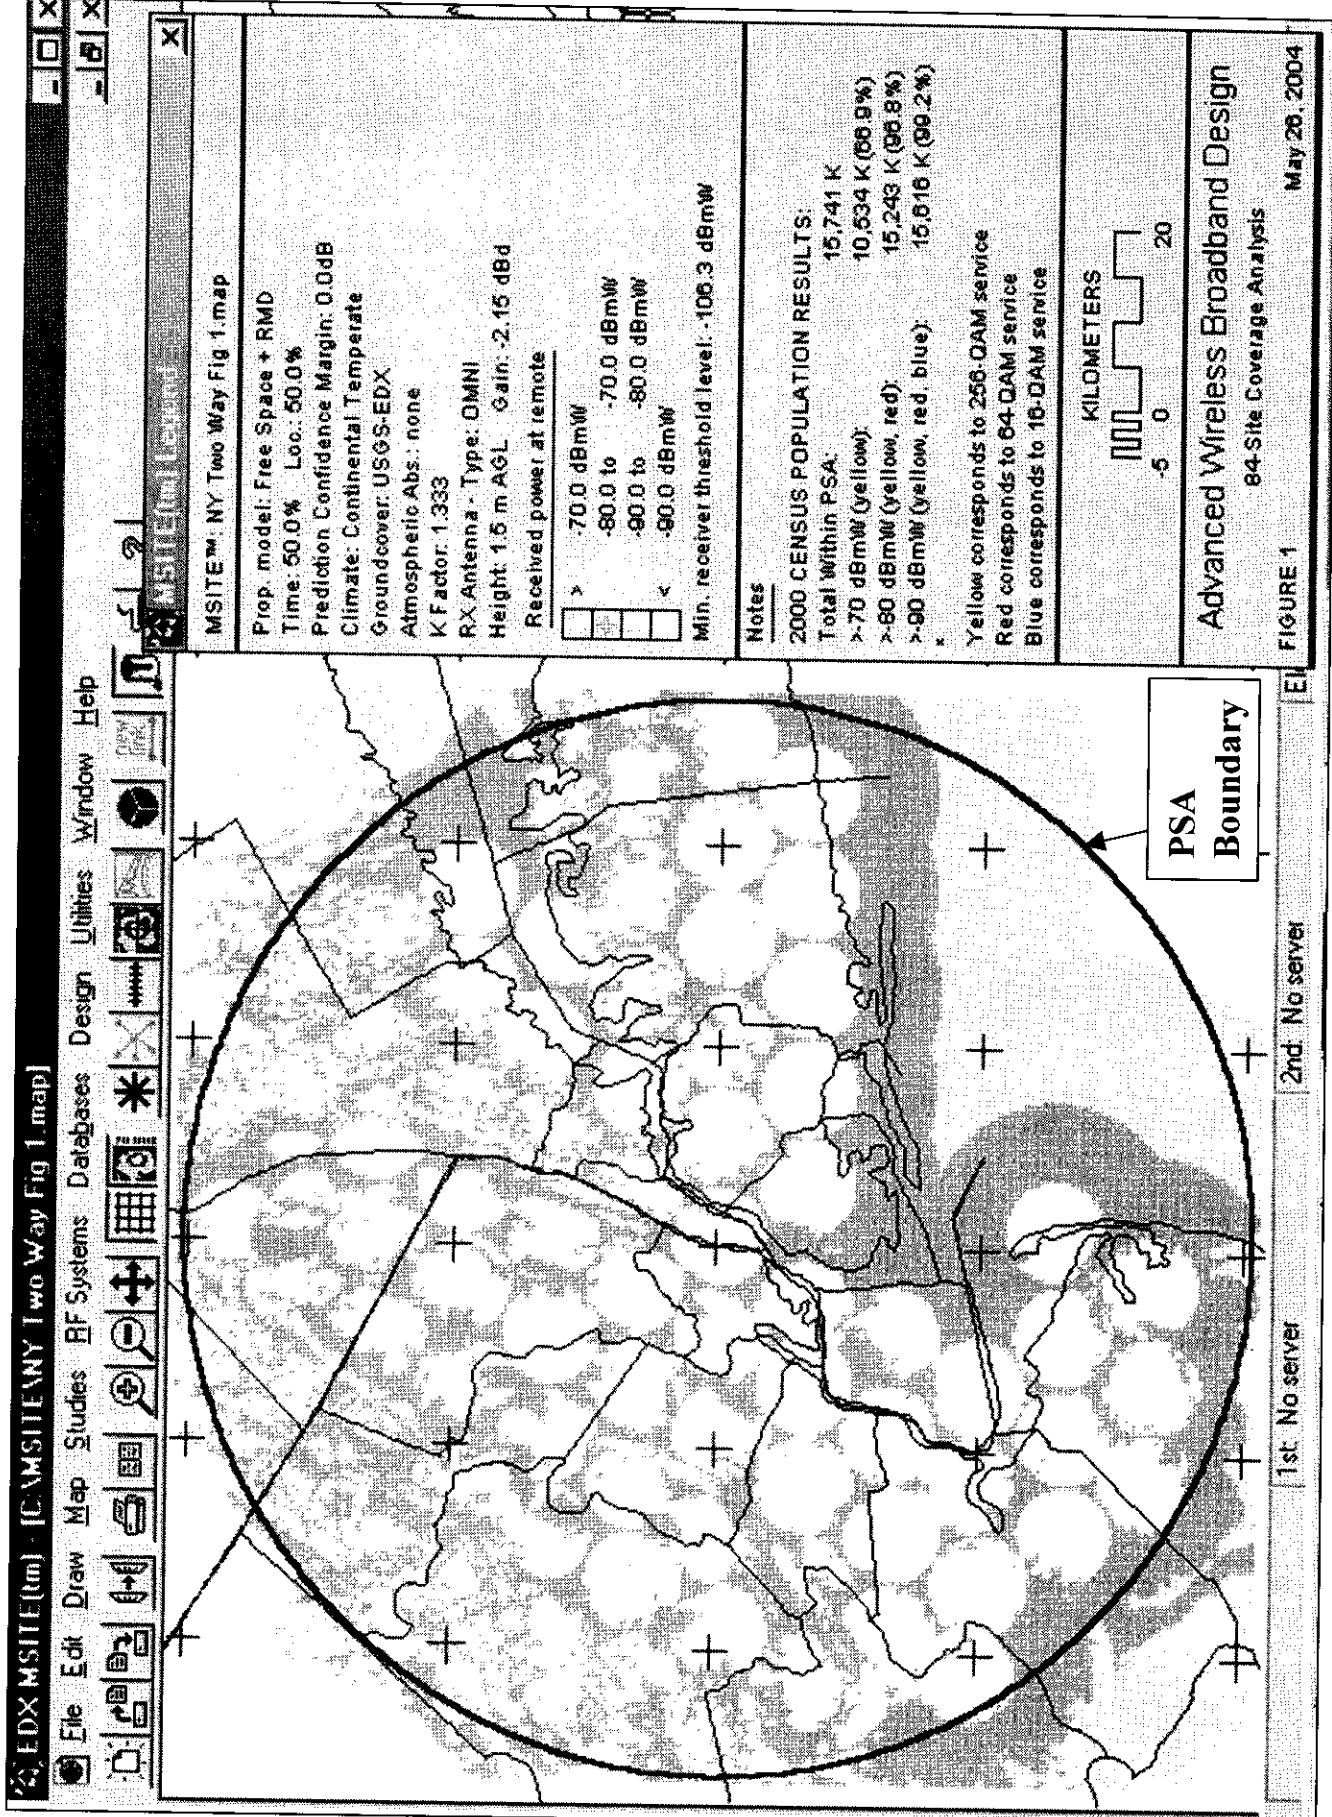 EDX MSITE(tm) - [C:\MSITE\NY Two Way Fig 1.map]
File Edit Draw Map Studies RF Systems Databases Design Utilities Window Help
MSITE(tm) Legend
MSITE™: NY Two Way Fig 1.map
Prop. model: Free Space + RMD
Time: 50.0% Loc.: 50.0%
Prediction Confidence Margin: 0.0dB
Climate: Continental Temperate
Groundcover: USGS-EDX
Atmospheric Abs.: none
K Factor: 1.333
RX Antenna - Type: OMNI
Height: 1.5 m AGL Gain: -2.15 dBd
Received power at remote
> -70.0 dBmW
-80.0 to -70.0 dBmW
-90.0 to -80.0 dBmW
< -90.0 dBmW
Min. receiver threshold level: -106.3 dBmW
Notes
2000 CENSUS POPULATION RESULTS:
Total Within PSA: 15,741 K
>-70 dBmW (yellow): 10,534 K (66.9%)
>-80 dBmW (yellow, red): 15,243 K (96.8%)
>-90 dBmW (yellow, red, blue): 15,616 K (99.2%)
*
Yellow corresponds to 256-QAM service
Red corresponds to 64-QAM service
Blue corresponds to 16-QAM service
KILOMETERS
-5 0 20
Advanced Wireless Broadband Design
84-Site Coverage Analysis
FIGURE 1 May 26, 2004
PSA
Boundary
1st: No server 2nd: No server